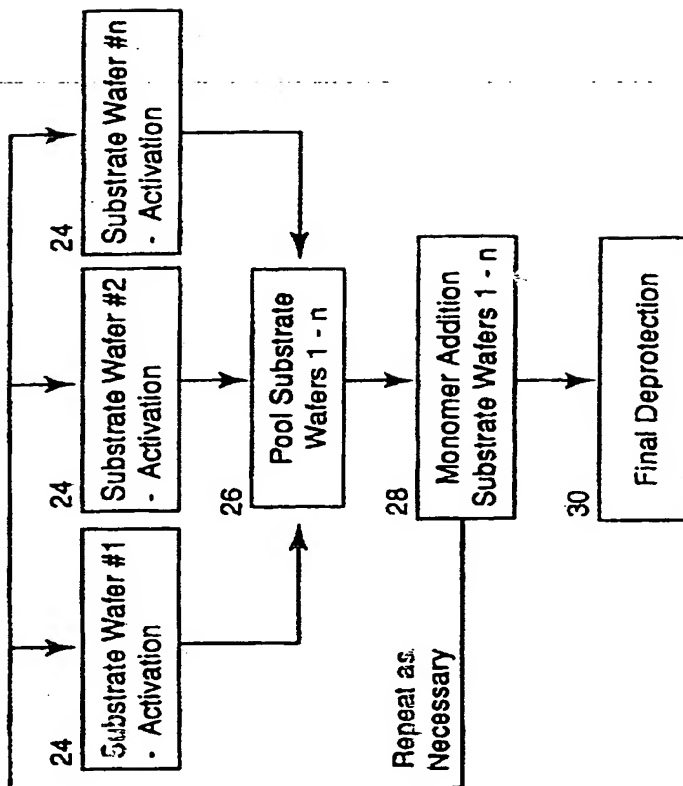 24
Substrate Wafer #1
- Activation
24
Substrate Wafer #2
- Activation
24
Substrate Wafer #n
- Activation
26
Pool Substrate
Wafers 1 - n
28
Monomer Addition
Substrate Wafers 1 - n
Repeat as
Necessary
30
Final Deprotection